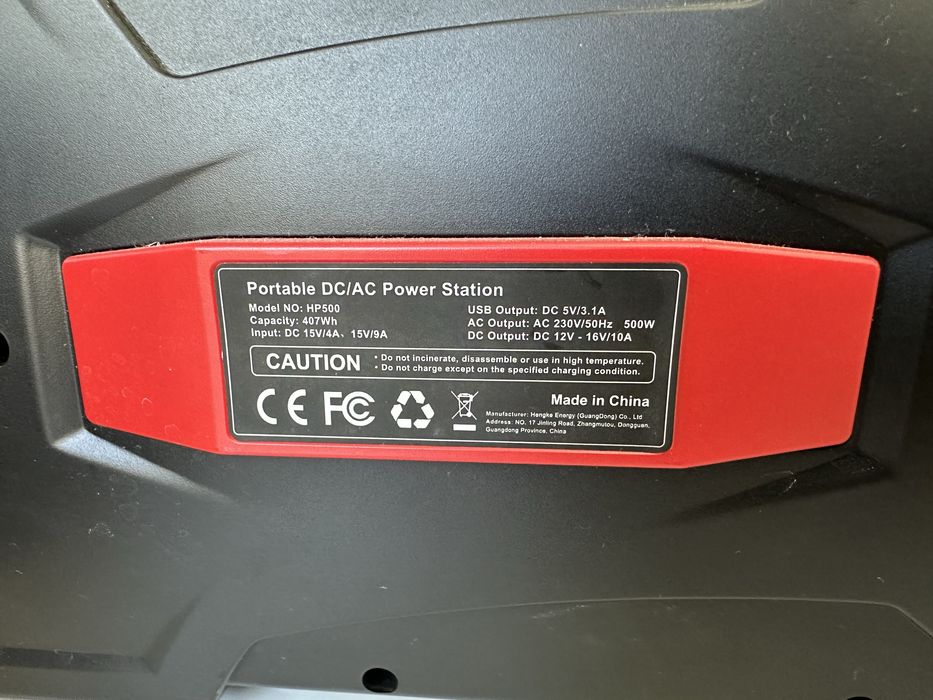 Portable DC/AC Power Station
Model NO: HP500
Capacity: 407Wh
Input: DC 15V/4A、15V/9A
USB Output: DC 5V/3.1A
AC Output: AC 230V/50Hz 500W
DC Output: DC 12V - 16V/10A
CAUTION
· Do not incinerate, disassemble or use in high temperature.
· Do not charge except on the specified charging condition.
CE FC
Made in China
Manufacturer: Hengke Energy (GuangDong) Co., Ltd
Address: NO. 17 Jinling Road, Zhangmutou, Dongguan,
Guangdong Province, China